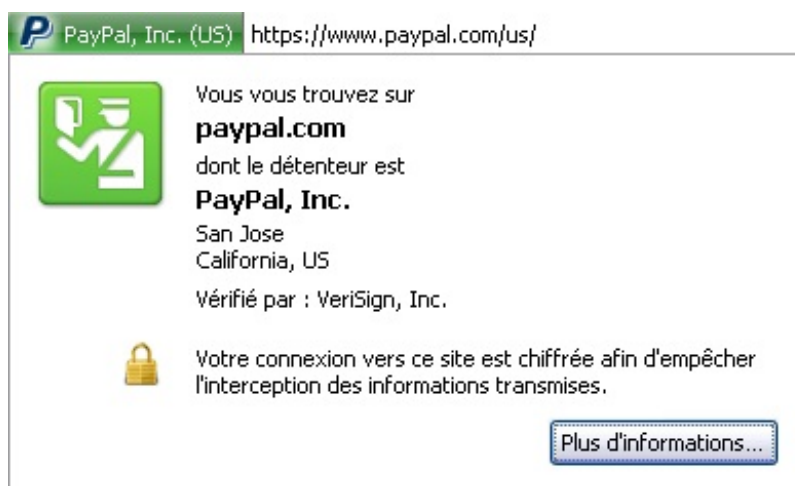 PayPal, Inc. (US) https://www.paypal.com/us/
Vous vous trouvez sur
paypal.com
dont le détenteur est
PayPal, Inc.
San Jose
California, US
Vérifié par : VeriSign, Inc.
Votre connexion vers ce site est chiffrée afin d'empêcher
l'interception des informations transmises.
Plus d'informations...